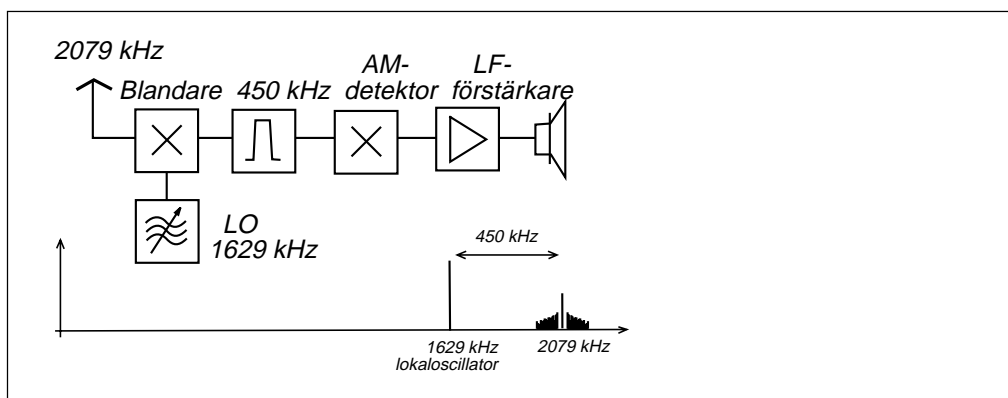 2079 kHz
AM-
LF-
Blandare
450 kHz
detektor
förstärkare
LO
1629 kHz
450 kHz
1629 kHz
2079 kHz
lokaloscillator